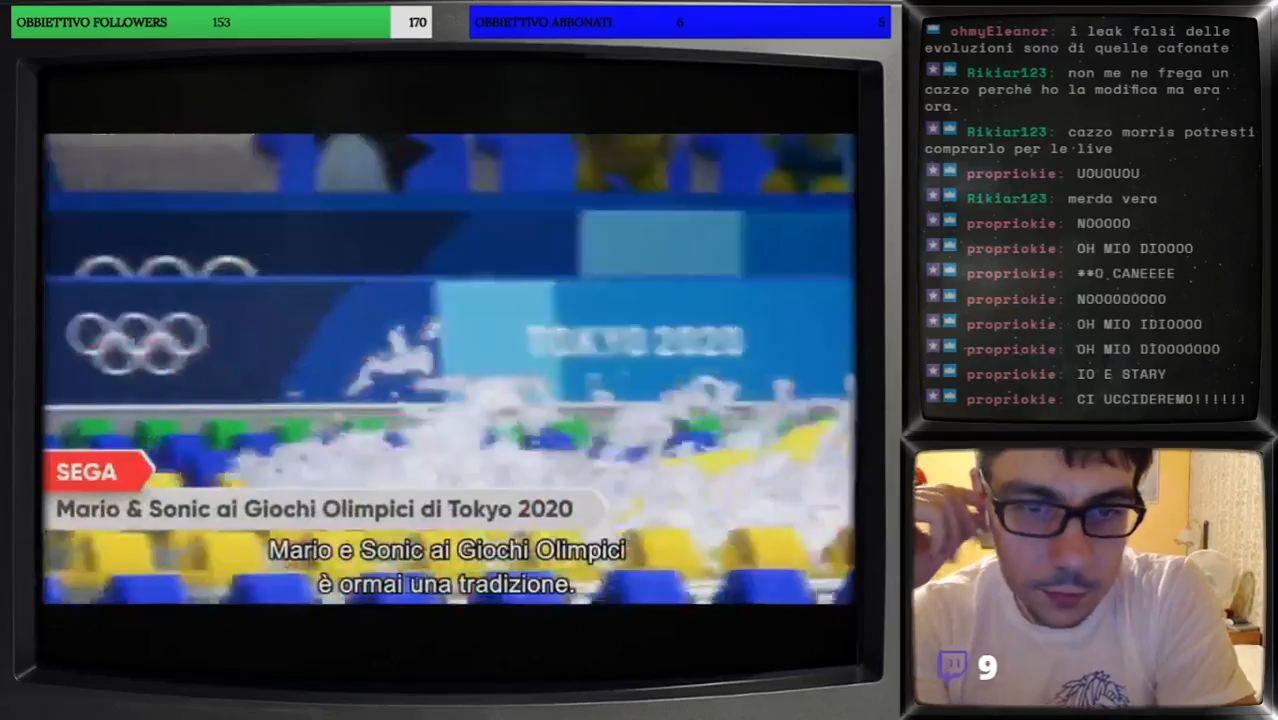 OBBIETTIVO FOLLOWERS 153 170
OBBIETTIVO ABBONATI 6 5
TOKYO 2020
SEGA
Mario & Sonic ai Giochi Olimpici di Tokyo 2020
Mario e Sonic ai Giochi Olimpici
è ormai una tradizione.
ohmyEleanor: i leak falsi delle
evoluzioni sono di quelle cafonate
Rikiar123: non me ne frega un
cazzo perché ho la modifica ma era
ora.
Rikiar123: cazzo morris potresti
comprarlo per le live
propriokie: UOUOUOU
Rikiar123: merda vera
propriokie: NOOOOO
propriokie: OH MIO DIOOOO
propriokie: **O CANEEEE
propriokie: NOOOOOOOOO
propriokie: OH MIO IDIOOOO
propriokie: OH MIO DIOOOOOOO
propriokie: IO E STARY
propriokie: CI UCCIDEREMO!!!!!!
9